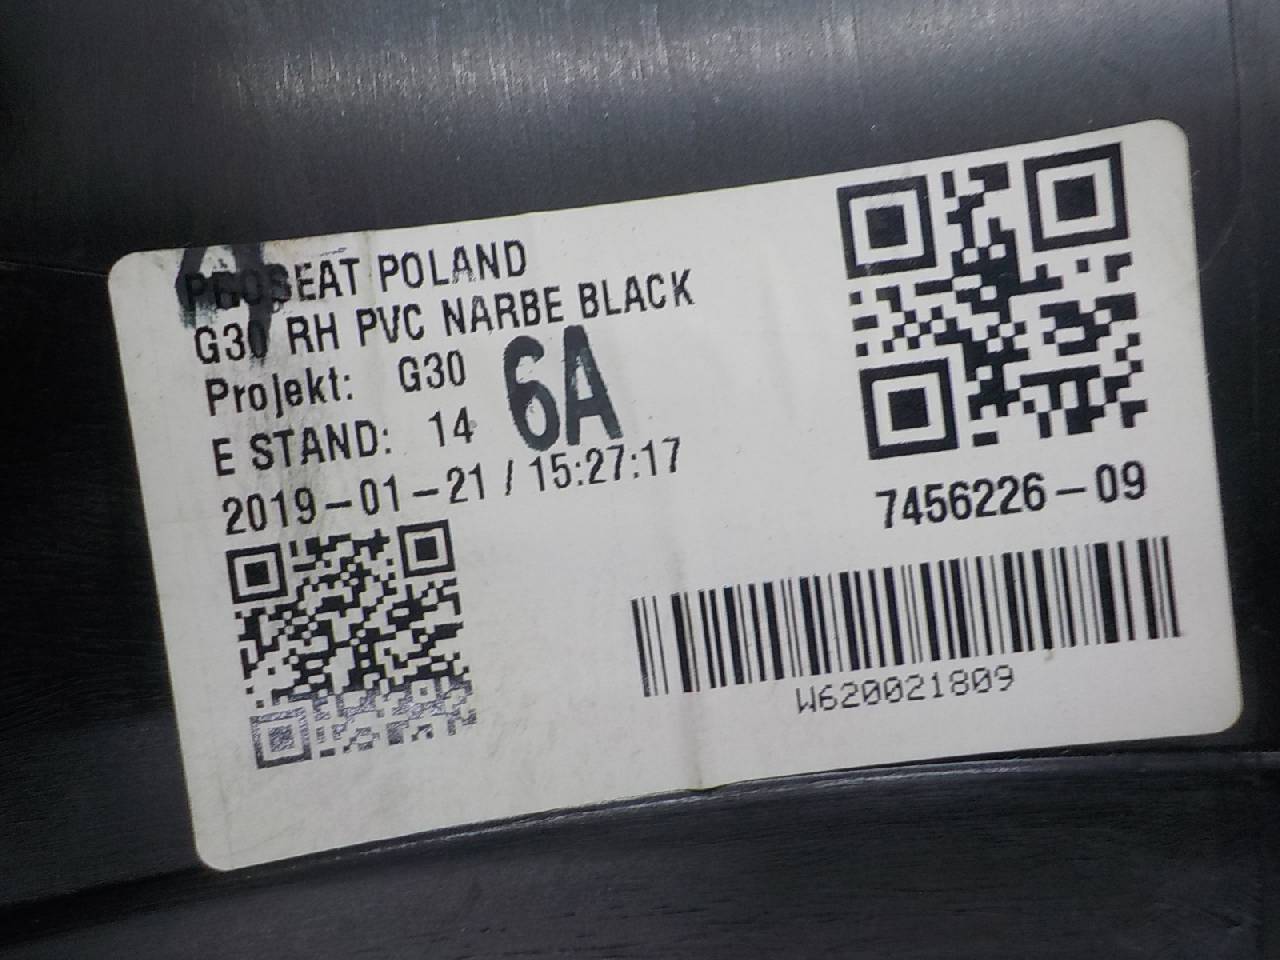 PROSEAT POLAND
G30 RH PVC NARBE BLACK
Projekt: G30
6A
E STAND: 14
2019-01-21 / 15:27:17
7456226-09
W620021809